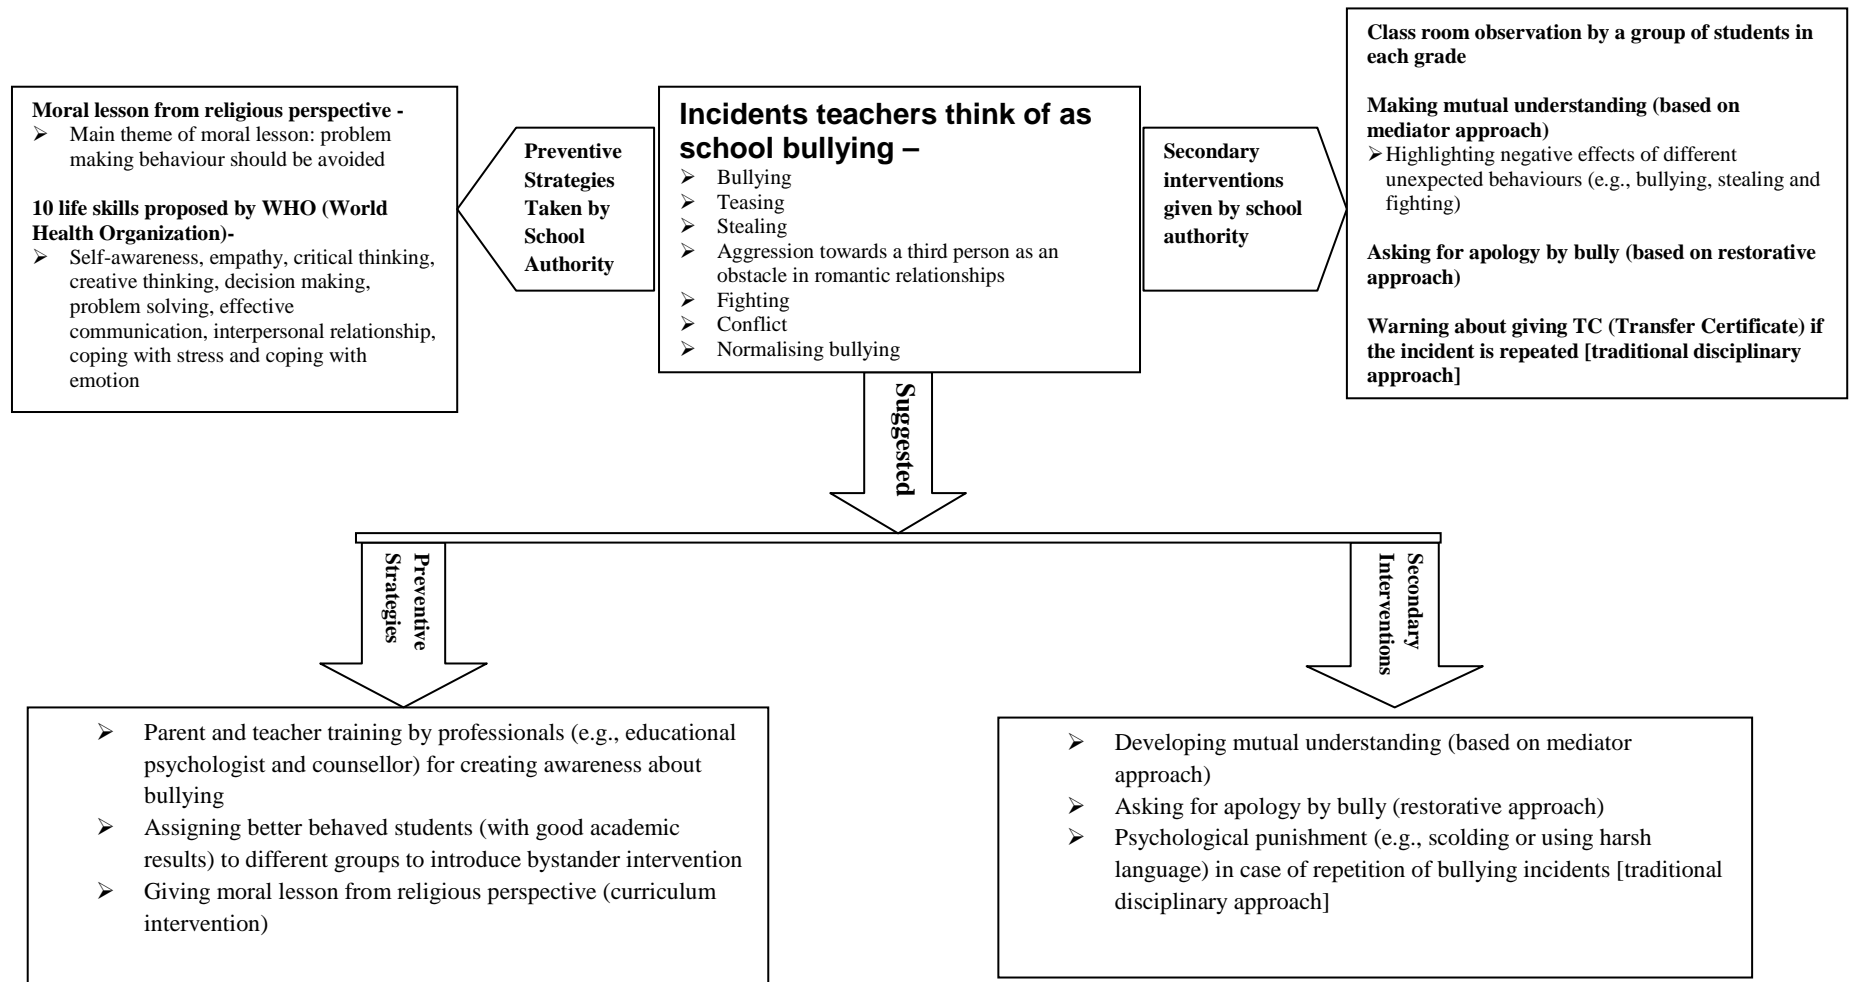 Moral lesson from religious perspective -
➢ Main theme of moral lesson: problem
making behaviour should be avoided
10 life skills proposed by WHO (World
Health Organization)-
➢ Self-awareness, empathy, critical thinking,
creative thinking, decision making,
problem solving, effective
communication, interpersonal relationship,
coping with stress and coping with
emotion
Preventive
Strategies
Taken by
School
Authority
Incidents teachers think of as
school bullying –
➢ Bullying
➢ Teasing
➢ Stealing
➢ Aggression towards a third person as an
obstacle in romantic relationships
➢ Fighting
➢ Conflict
➢ Normalising bullying
Secondary
interventions
given by school
authority
Class room observation by a group of students in
each grade
Making mutual understanding (based on
mediator approach)
➢ Highlighting negative effects of different
unexpected behaviours (e.g., bullying, stealing and
fighting)
Asking for apology by bully (based on restorative
approach)
Warning about giving TC (Transfer Certificate) if
the incident is repeated [traditional disciplinary
approach]
Suggested
Preventive
Strategies
Secondary
Interventions
➢ Parent and teacher training by professionals (e.g., educational
psychologist and counsellor) for creating awareness about
bullying
➢ Assigning better behaved students (with good academic
results) to different groups to introduce bystander intervention
➢ Giving moral lesson from religious perspective (curriculum
intervention)
➢ Developing mutual understanding (based on mediator
approach)
➢ Asking for apology by bully (restorative approach)
➢ Psychological punishment (e.g., scolding or using harsh
language) in case of repetition of bullying incidents [traditional
disciplinary approach]